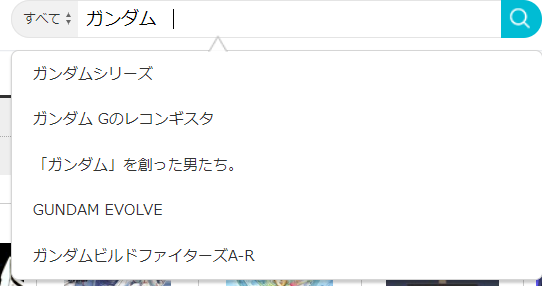 すべて ガンダム
ガンダムシリーズ
ガンダム Gのレコンギスタ
「ガンダム」を創った男たち。
GUNDAM EVOLVE
ガンダムビルドファイターズA-R